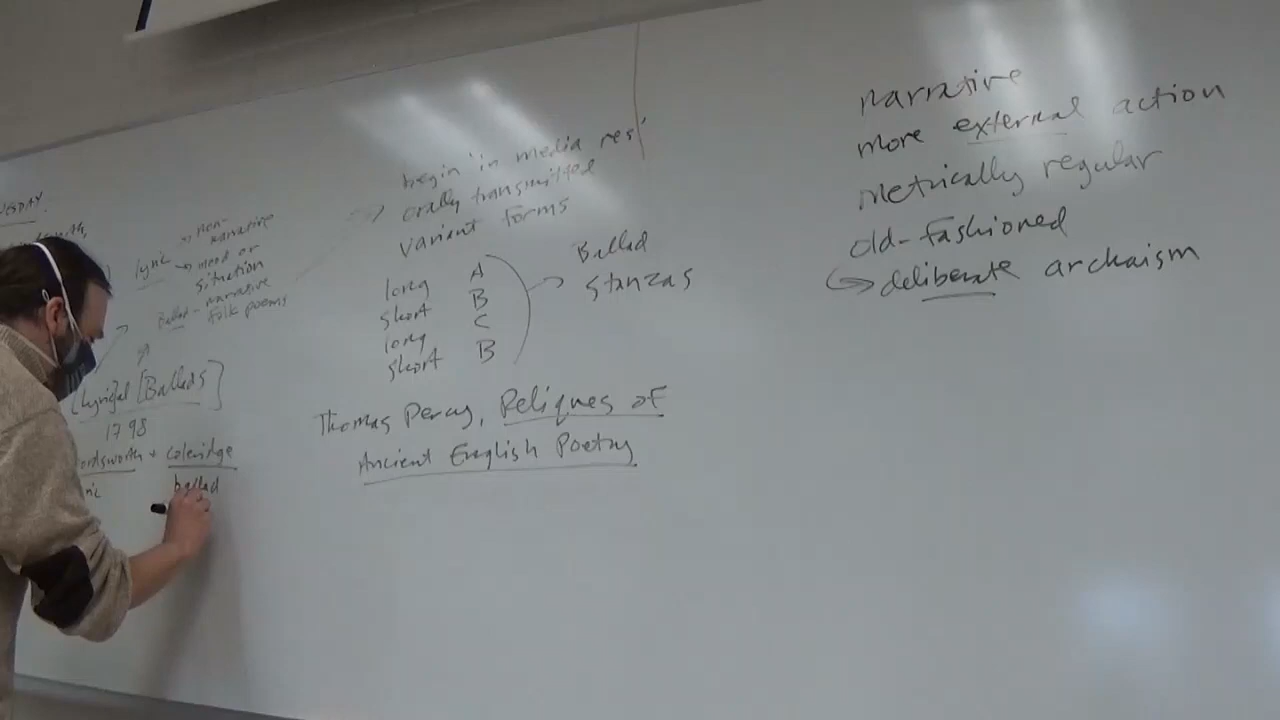 lyric → non-
narrative
→ mood or
situation
Ballad - narrative
folk poems
[Lyrical [Ballads]
1798
ordsworth + Coleridge
ballad
begin 'in media res'
orally transmitted
variant forms
long A
short B
long C
short B
Ballad
stanzas
Thomas Percy, Reliques of
Ancient English Poetry
narrative
more external action
metrically regular
old-fashioned
↪ deliberate archaism